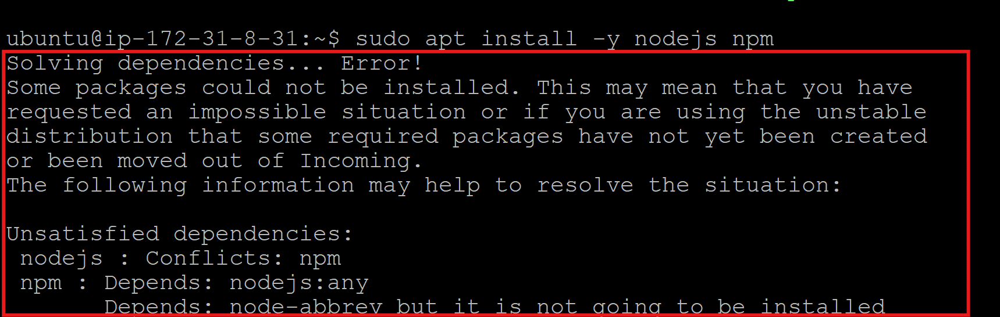 ubuntu@ip-172-31-8-31:~$ sudo apt install -y nodejs npm
Solving dependencies... Error!
Some packages could not be installed. This may mean that you have
requested an impossible situation or if you are using the unstable
distribution that some required packages have not yet been created
or been moved out of Incoming.
The following information may help to resolve the situation:
Unsatisfied dependencies:
nodejs : Conflicts: npm
npm : Depends: nodejs:any
Depends: node-abbrev but it is not going to be installed